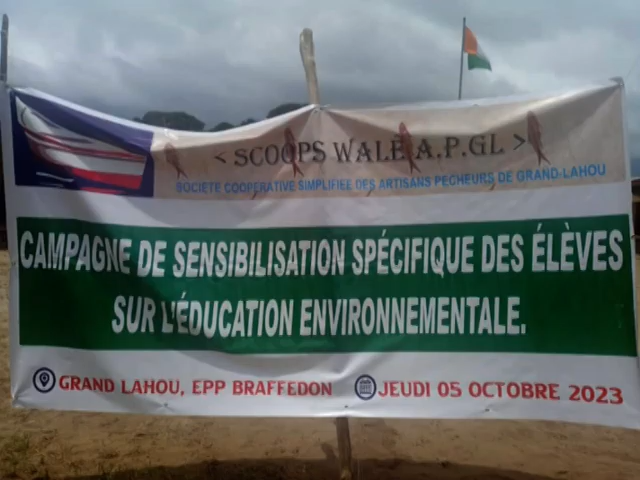 < SCOOPS WALE A.P.GL >
SOCIETE COOPERATIVE SIMPLIFIEE DES ARTISANS PECHEURS DE GRAND-LAHOU
CAMPAGNE DE SENSIBILISATION SPÉCIFIQUE DES ÉLÈVES
SUR L'ÉDUCATION ENVIRONNEMENTALE.
GRAND LAHOU, EPP BRAFFEDON JEUDI 05 OCTOBRE 2023